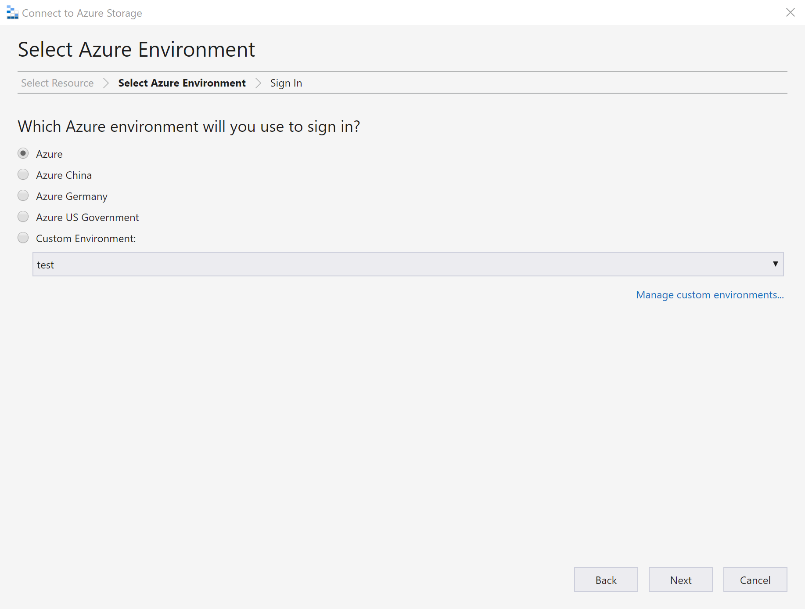 Connect to Azure Storage
Select Azure Environment
Select Resource Select Azure Environment Sign In
Which Azure environment will you use to sign in?
Azure
Azure China
Azure Germany
Azure US Government
Custom Environment:
test
Manage custom environments...
Back Next Cancel